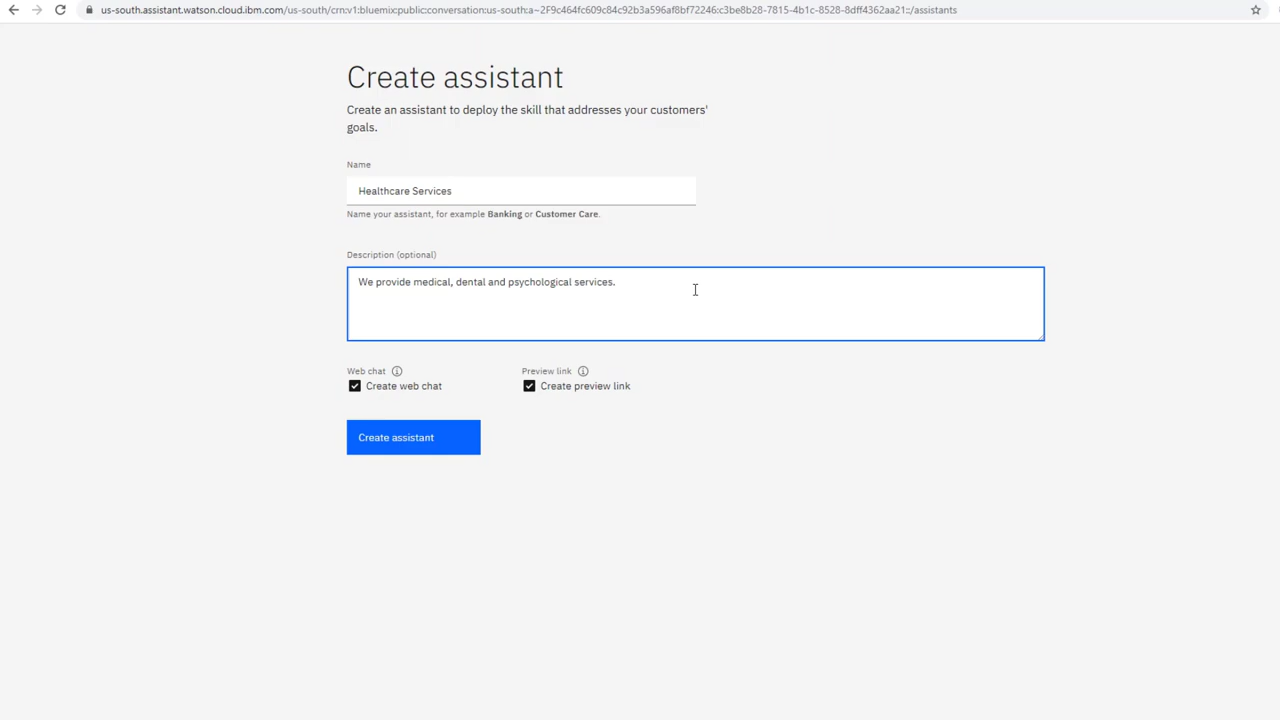 us-south.assistant.watson.cloud.ibm.com/us-south/crn:v1:bluemix:public:conversation:us-south:a~2F9c464fc609c84c92b3a596af8bf72246:c3be8b28-7815-4b1c-8528-8dff4362aa21::/assistants
Create assistant
Create an assistant to deploy the skill that addresses your customers'
goals.
Name
Healthcare Services
Name your assistant, for example Banking or Customer Care.
Description (optional)
We provide medical, dental and psychological services.
Web chat Preview link
Create web chat Create preview link
Create assistant